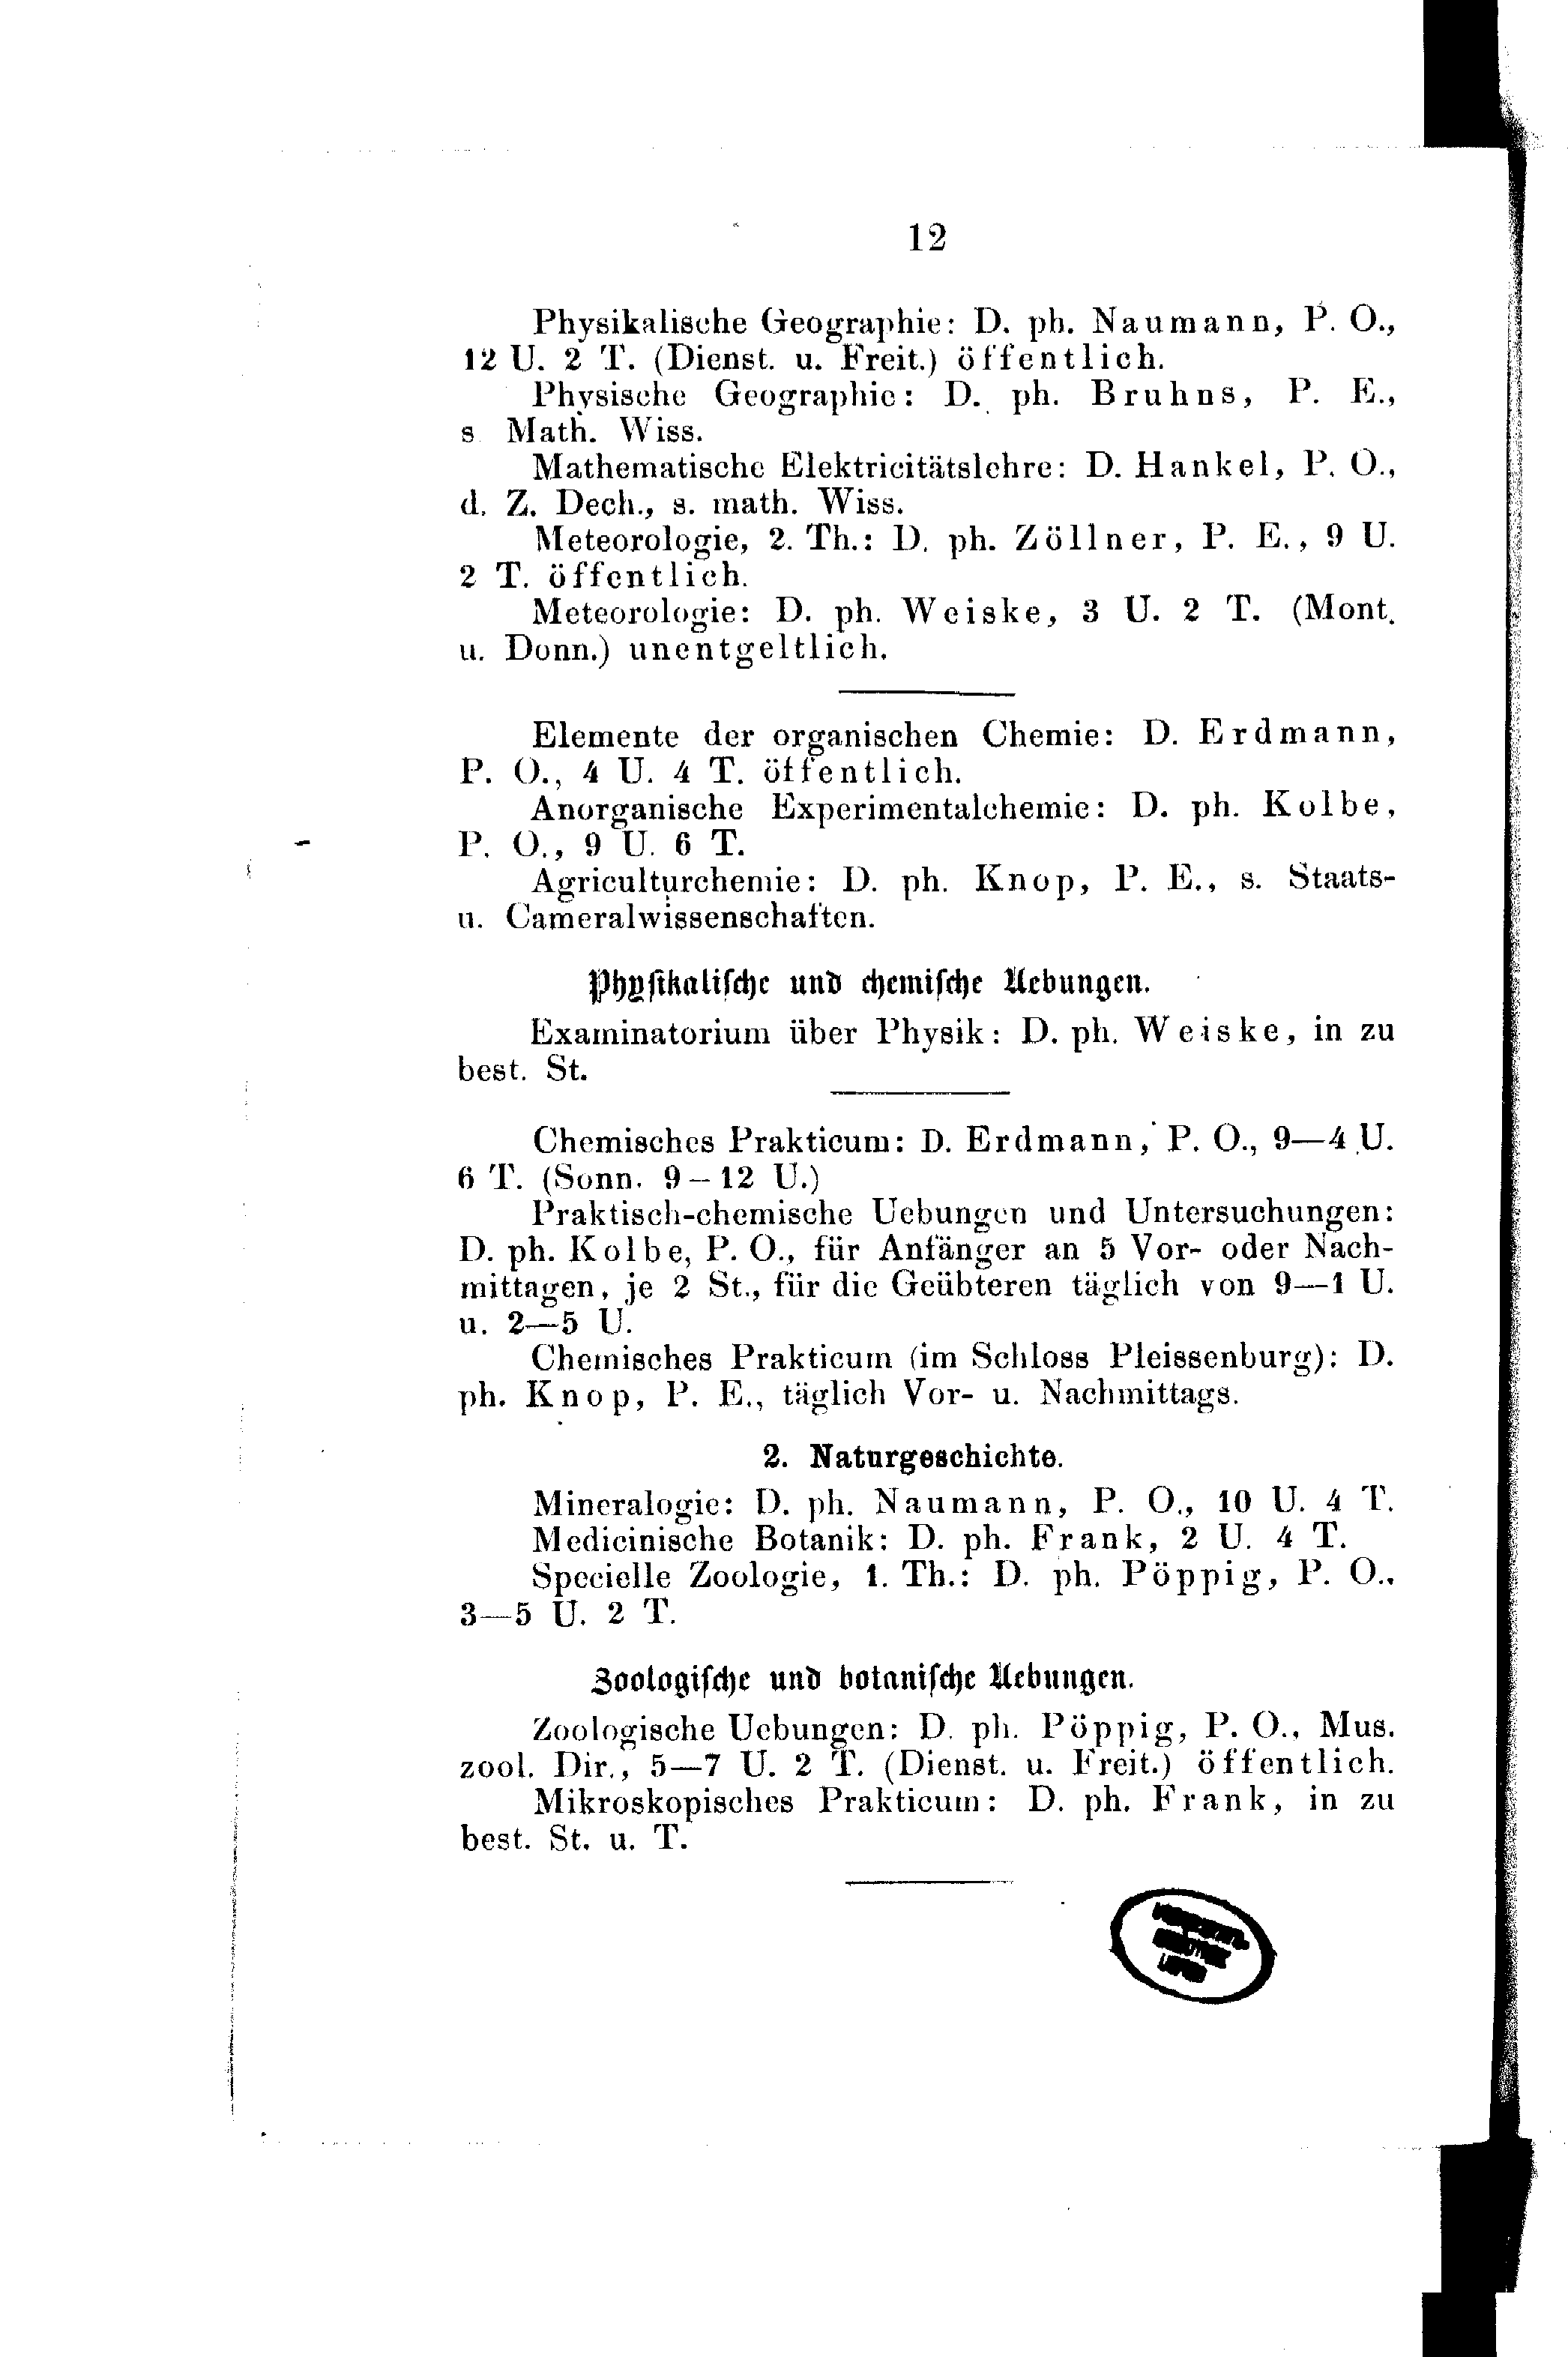 12
Physikalische Geographie: D. ph. Naumann, P. O.,
12 U. 2 T. (Dienst. u. Freit.) öffentlich.
Physische Geographie: D. ph. Bruhns, P. E.,
s Math. Wiss.
Mathematische Elektricitätslehre: D. Hankel, P. O.,
d. Z. Dech., s. math. Wiss.
Meteorologie, 2. Th.: D. ph. Zöllner, P. E., 9 U.
2 T. öffentlich.
Meteorologie: D. ph. Weiske, 3 U. 2 T. (Mont.
u. Donn.) unentgeltlich.
Elemente der organischen Chemie: D. Erdmann,
P. O., 4 U. 4 T. öffentlich.
Anorganische Experimentalchemie: D. ph. Kolbe,
P. O., 9 U. 6 T.
Agriculturchemie: D. ph. Knop, P. E., s. Staats-
u. Cameralwissenschaften.
Physikalische und chemische Uebungen.
Examinatorium über Physik: D. ph. Weiske, in zu
best. St.
Chemisches Prakticum: D. Erdmann, P. O., 9—4 U.
6 T. (Sonn. 9–12 U.)
Praktisch-chemische Uebungen und Untersuchungen:
D. ph. Kolbe, P. O., für Anfänger an 5 Vor- oder Nach-
mittagen, je 2 St., für die Geübteren täglich von 9—1 U.
u. 2—5 U.
Chemisches Prakticum (im Schloss Pleissenburg): D.
ph. Knop, P. E., täglich Vor- u. Nachmittags.
2. Naturgeschichte.
Mineralogie: D. ph. Naumann, P. O., 10 U. 4 T.
Medicinische Botanik: D. ph. Frank, 2 U. 4 T.
Specielle Zoologie, 1. Th.: D. ph. Pöppig, P. O.,
3—5 U. 2 T.
Zoologische und botanische Uebungen.
Zoologische Uebungen: D. ph. Pöppig, P. O., Mus.
zool. Dir., 5—7 U. 2 T. (Dienst. u. Freit.) öffentlich.
Mikroskopisches Prakticum: D. ph. Frank, in zu
best. St. u. T.